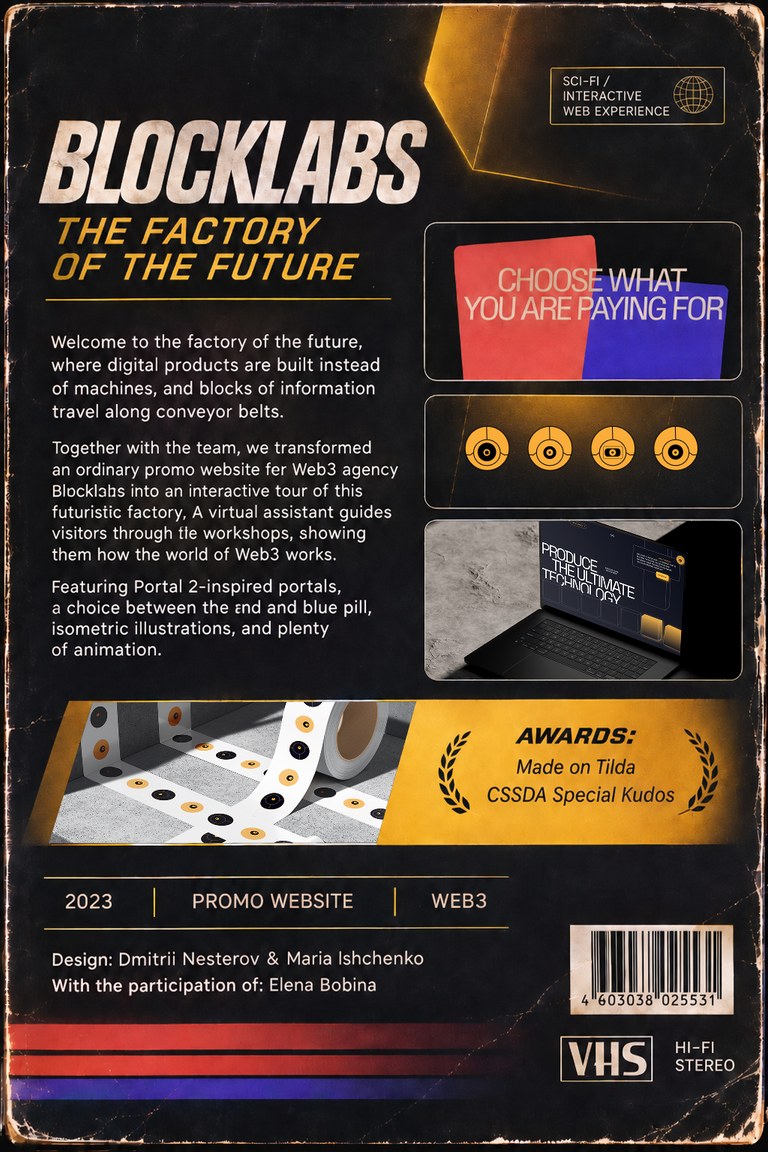 SCI-FI /
INTERACTIVE
WEB EXPERIENCE
BLOCKLABS
THE FACTORY
OF THE FUTURE
CHOOSE WHAT
YOU ARE PAYING FOR
Welcome to the factory of the future,
where digital products are built instead
of machines, and blocks of information
travel along conveyor belts.
Together with the team, we transformed
an ordinary promo website fer Web3 agency
Blocklabs into an interactive tour of this
futuristic factory, A virtual assistant guides
visitors through tle workshops, showing
them how the world of Web3 works.
Featuring Portal 2-inspired portals,
a choice between the end and blue pill,
isometric illustrations, and plenty
of animation.
PRODUCE
THE ULTIMATE
TECHNOLOGY
AWARDS:
Made on Tilda
CSSDA Special Kudos
2023
PROMO WEBSITE
WEB3
Design: Dmitrii Nesterov & Maria Ishchenko
With the participation of: Elena Bobina
4 603038 025531
VHS
HI-FI
STEREO